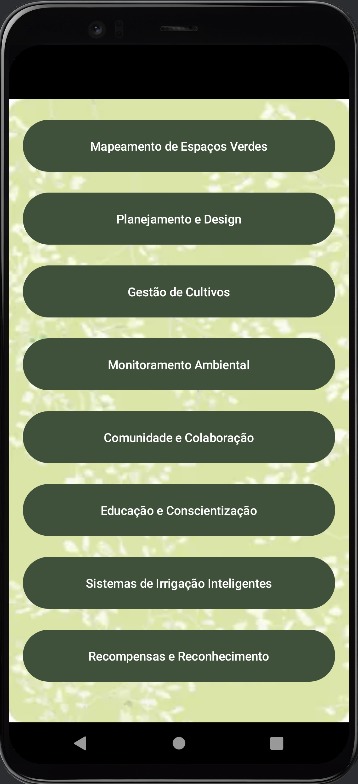 Mapeamento de Espaços Verdes
Planejamento e Design
Gestão de Cultivos
Monitoramento Ambiental
Comunidade e Colaboração
Educação e Conscientização
Sistemas de Irrigação Inteligentes
Recompensas e Reconhecimento